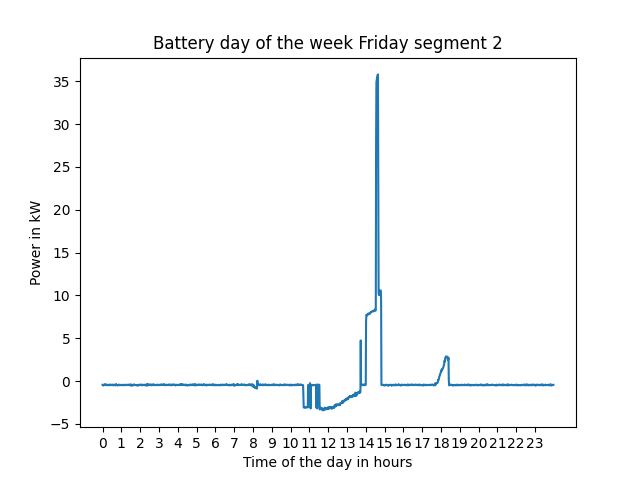 Battery day of the week Friday segment 2
Power in kW
35
30
25
20
15
10
5
0
−5
0 1 2 3 4 5 6 7 8 9 10 11 12 13 14 15 16 17 18 19 20 21 22 23
Time of the day in hours